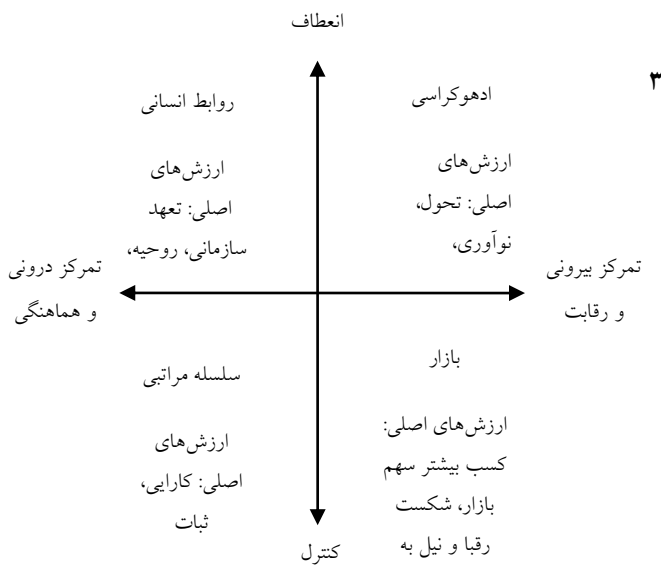 انعطاف
۳
ادهوکراسی
ارزش‌های
اصلی: تحول،
نوآوری،
روابط انسانی
ارزش‌های
اصلی: تعهد
سازمانی، روحیه،
تمرکز بیرونی
و رقابت
تمرکز درونی
و هماهنگی
بازار
ارزش‌های اصلی:
کسب بیشتر سهم
بازار، شکست
رقبا و نیل به
سلسله مراتبی
ارزش‌های
اصلی: کارایی،
ثبات
کنترل